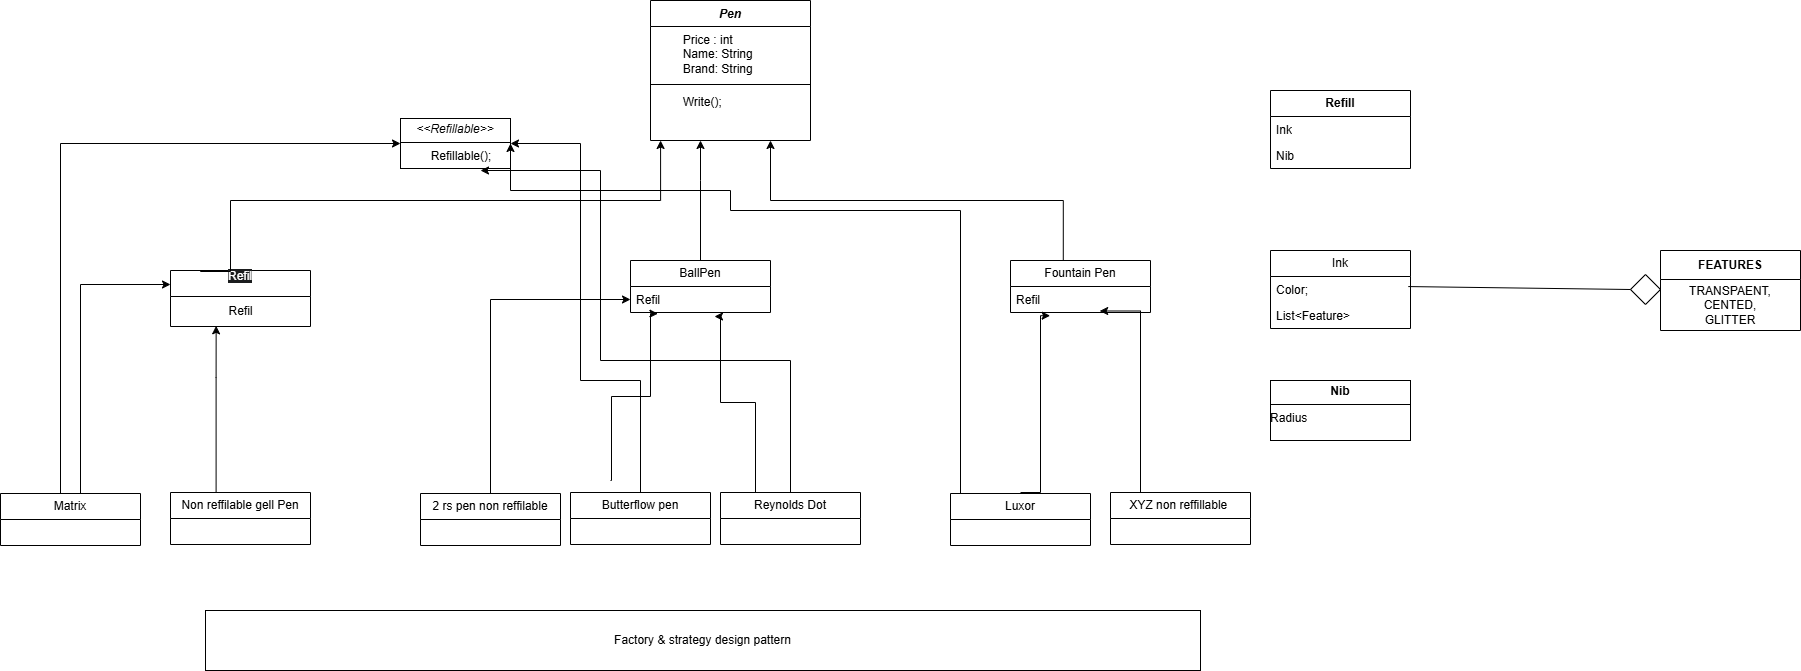 Pen
Price : int
Name: String
Brand: String
Write();
<<Refillable>>
Refillable();
Refill
Ink
Nib
Refil
Refil
BallPen
Refil
Fountain Pen
Refil
Ink
Color;
List<Feature>
FEATURES
TRANSPAENT,
CENTED,
GLITTER
Nib
Radius
Matrix
Non reffilable gell Pen
2 rs pen non reffilable
Butterflow pen
Reynolds Dot
Luxor
XYZ non reffillable
Factory & strategy design pattern